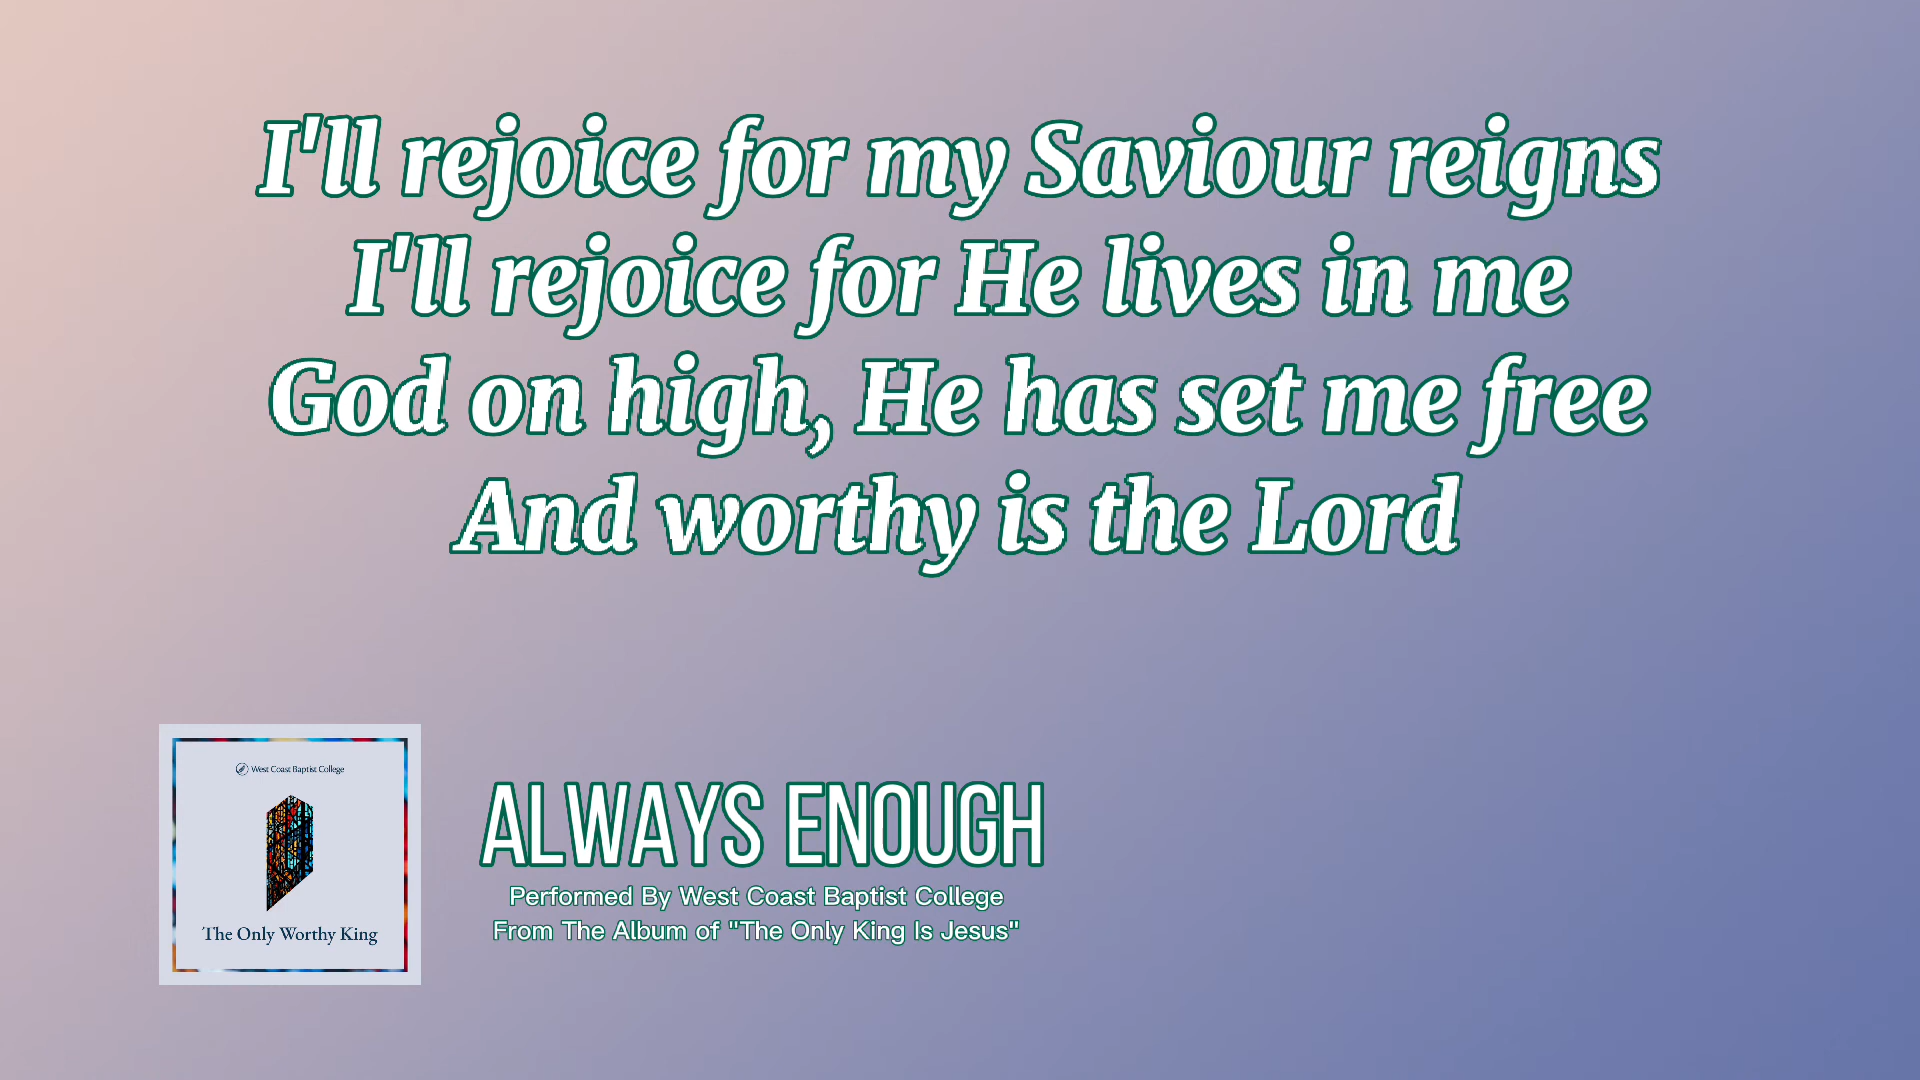 I'll rejoice for my Saviour reigns
I'll rejoice for He lives in me
God on high, He has set me free
And worthy is the Lord
West Coast Baptist College
The Only Worthy King
ALWAYS ENOUGH
Performed By West Coast Baptist College
From The Album of "The Only King Is Jesus"